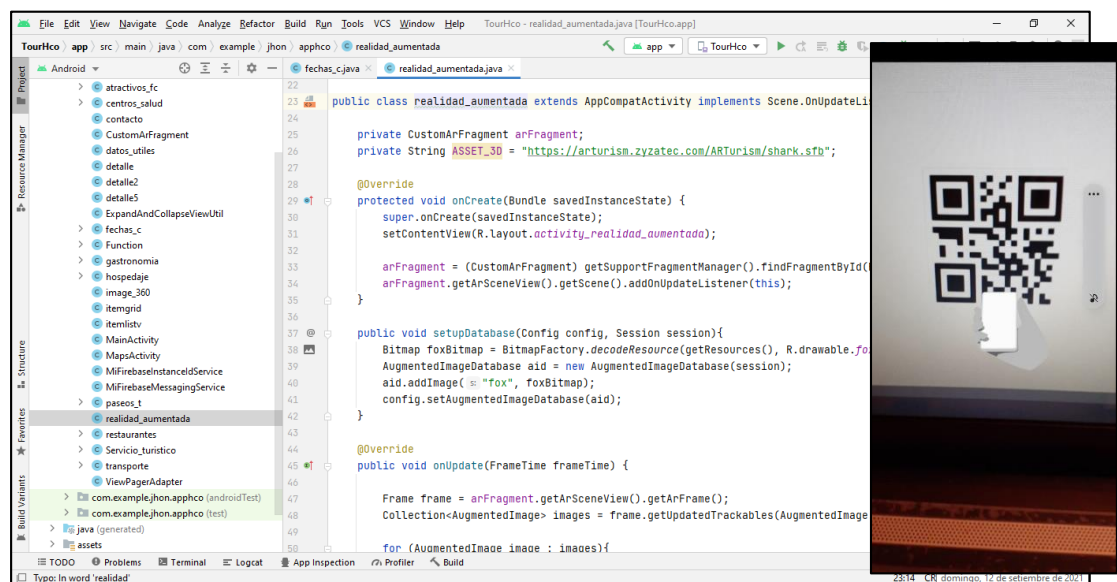 File Edit View Navigate Code Analyze Refactor Build Run Tools VCS Window Help TourHco - realidad_aumentada.java [TourHco.app]
TourHco app src main java com example jhon apphco realidad_aumentada app TourHco
Project
Resource Manager
Structure
Favorites
Build Variants
Android
atractivos_fc
centros_salud
contacto
CustomArFragment
datos_utiles
detalle
detalle2
detalle5
ExpandAndCollapseViewUtil
fechas_c
Function
gastronomia
hospedaje
image_360
itemgrid
itemlistv
MainActivity
MapsActivity
MiFirebaseInstanceIdService
MiFirebaseMessagingService
paseos_t
realidad_aumentada
restaurantes
Servicio_turistico
transporte
ViewPagerAdapter
com.example.jhon.apphco (androidTest)
com.example.jhon.apphco (test)
java (generated)
assets
fechas_c.java realidad_aumentada.java
22
23 public class realidad_aumentada extends AppCompatActivity implements Scene.OnUpdateLis
24
25 private CustomArFragment arFragment;
26 private String ASSET_3D = "https://arturism.zyzatec.com/ARTurism/shark.sfb";
27
28 @Override
29 protected void onCreate(Bundle savedInstanceState) {
30 super.onCreate(savedInstanceState);
31 setContentView(R.layout.activity_realidad_aumentada);
32
33 arFragment = (CustomArFragment) getSupportFragmentManager().findFragmentById(
34 arFragment.getArSceneView().getScene().addOnUpdateListener(this);
35 }
36
37 @ public void setupDatabase(Config config, Session session){
38 Bitmap foxBitmap = BitmapFactory.decodeResource(getResources(), R.drawable.fo
39 AugmentedImageDatabase aid = new AugmentedImageDatabase(session);
40 aid.addImage( s: "fox", foxBitmap);
41 config.setAugmentedImageDatabase(aid);
42 }
43
44 @Override
45 public void onUpdate(FrameTime frameTime) {
46
47 Frame frame = arFragment.getArSceneView().getArFrame();
48 Collection<AugmentedImage> images = frame.getUpdatedTrackables(AugmentedImage
49
50 for (AugmentedImage image : images){
TODO Problems Terminal Logcat App Inspection Profiler Build
Typo: In word 'realidad' 23:14 domingo, 12 de setiembre de 2021